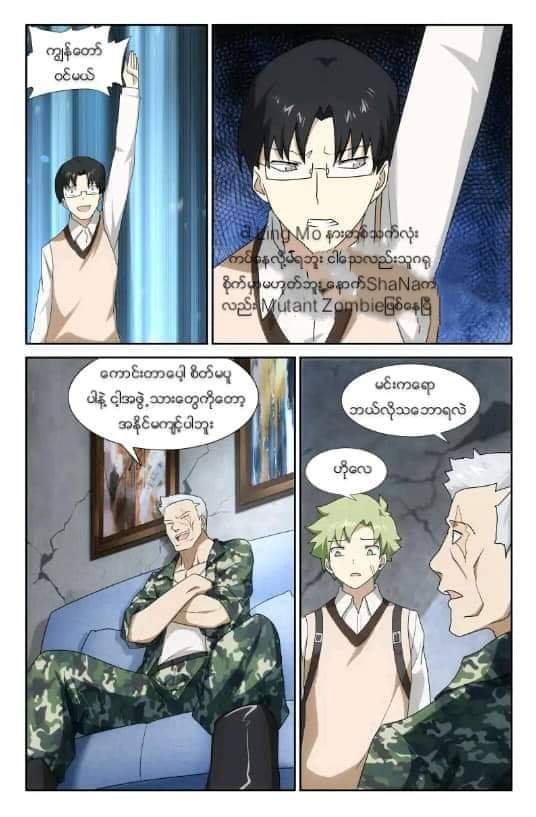 ကျွန်တော်
ဝင်မယ်
ငါ Ling Mo နားတစ်သက်လုံး
ကပ်နေလို့မရဘူး ငါသေလည်းသူဂရု
စိုက်မှာမဟုတ်ဘူး နောက်ShaNaက
လည်း Mutant Zombieဖြစ်နေပြီ
ကောင်းတာပေါ့ စိတ်မပူ
ပါနဲ့ ငါ့အဖွဲ့သားတွေကိုတော့
အနိုင်မကျင့်ပါဘူး
မင်းကရော
ဘယ်လိုသဘောရလဲ
ဟိုလေ